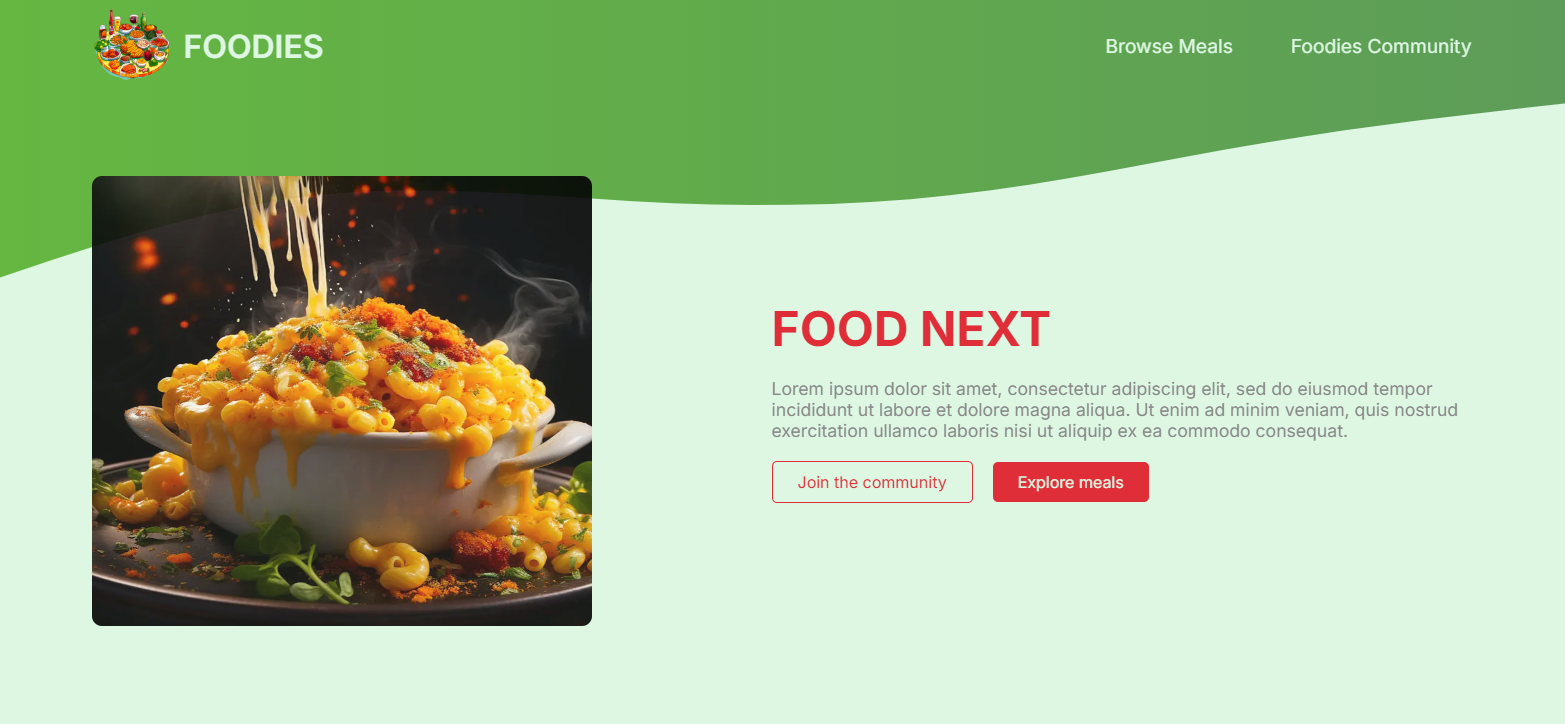 FOODIES
Browse Meals
Foodies Community
FOOD NEXT
Lorem ipsum dolor sit amet, consectetur adipiscing elit, sed do eiusmod tempor
incididunt ut labore et dolore magna aliqua. Ut enim ad minim veniam, quis nostrud
exercitation ullamco laboris nisi ut aliquip ex ea commodo consequat.
Join the community
Explore meals